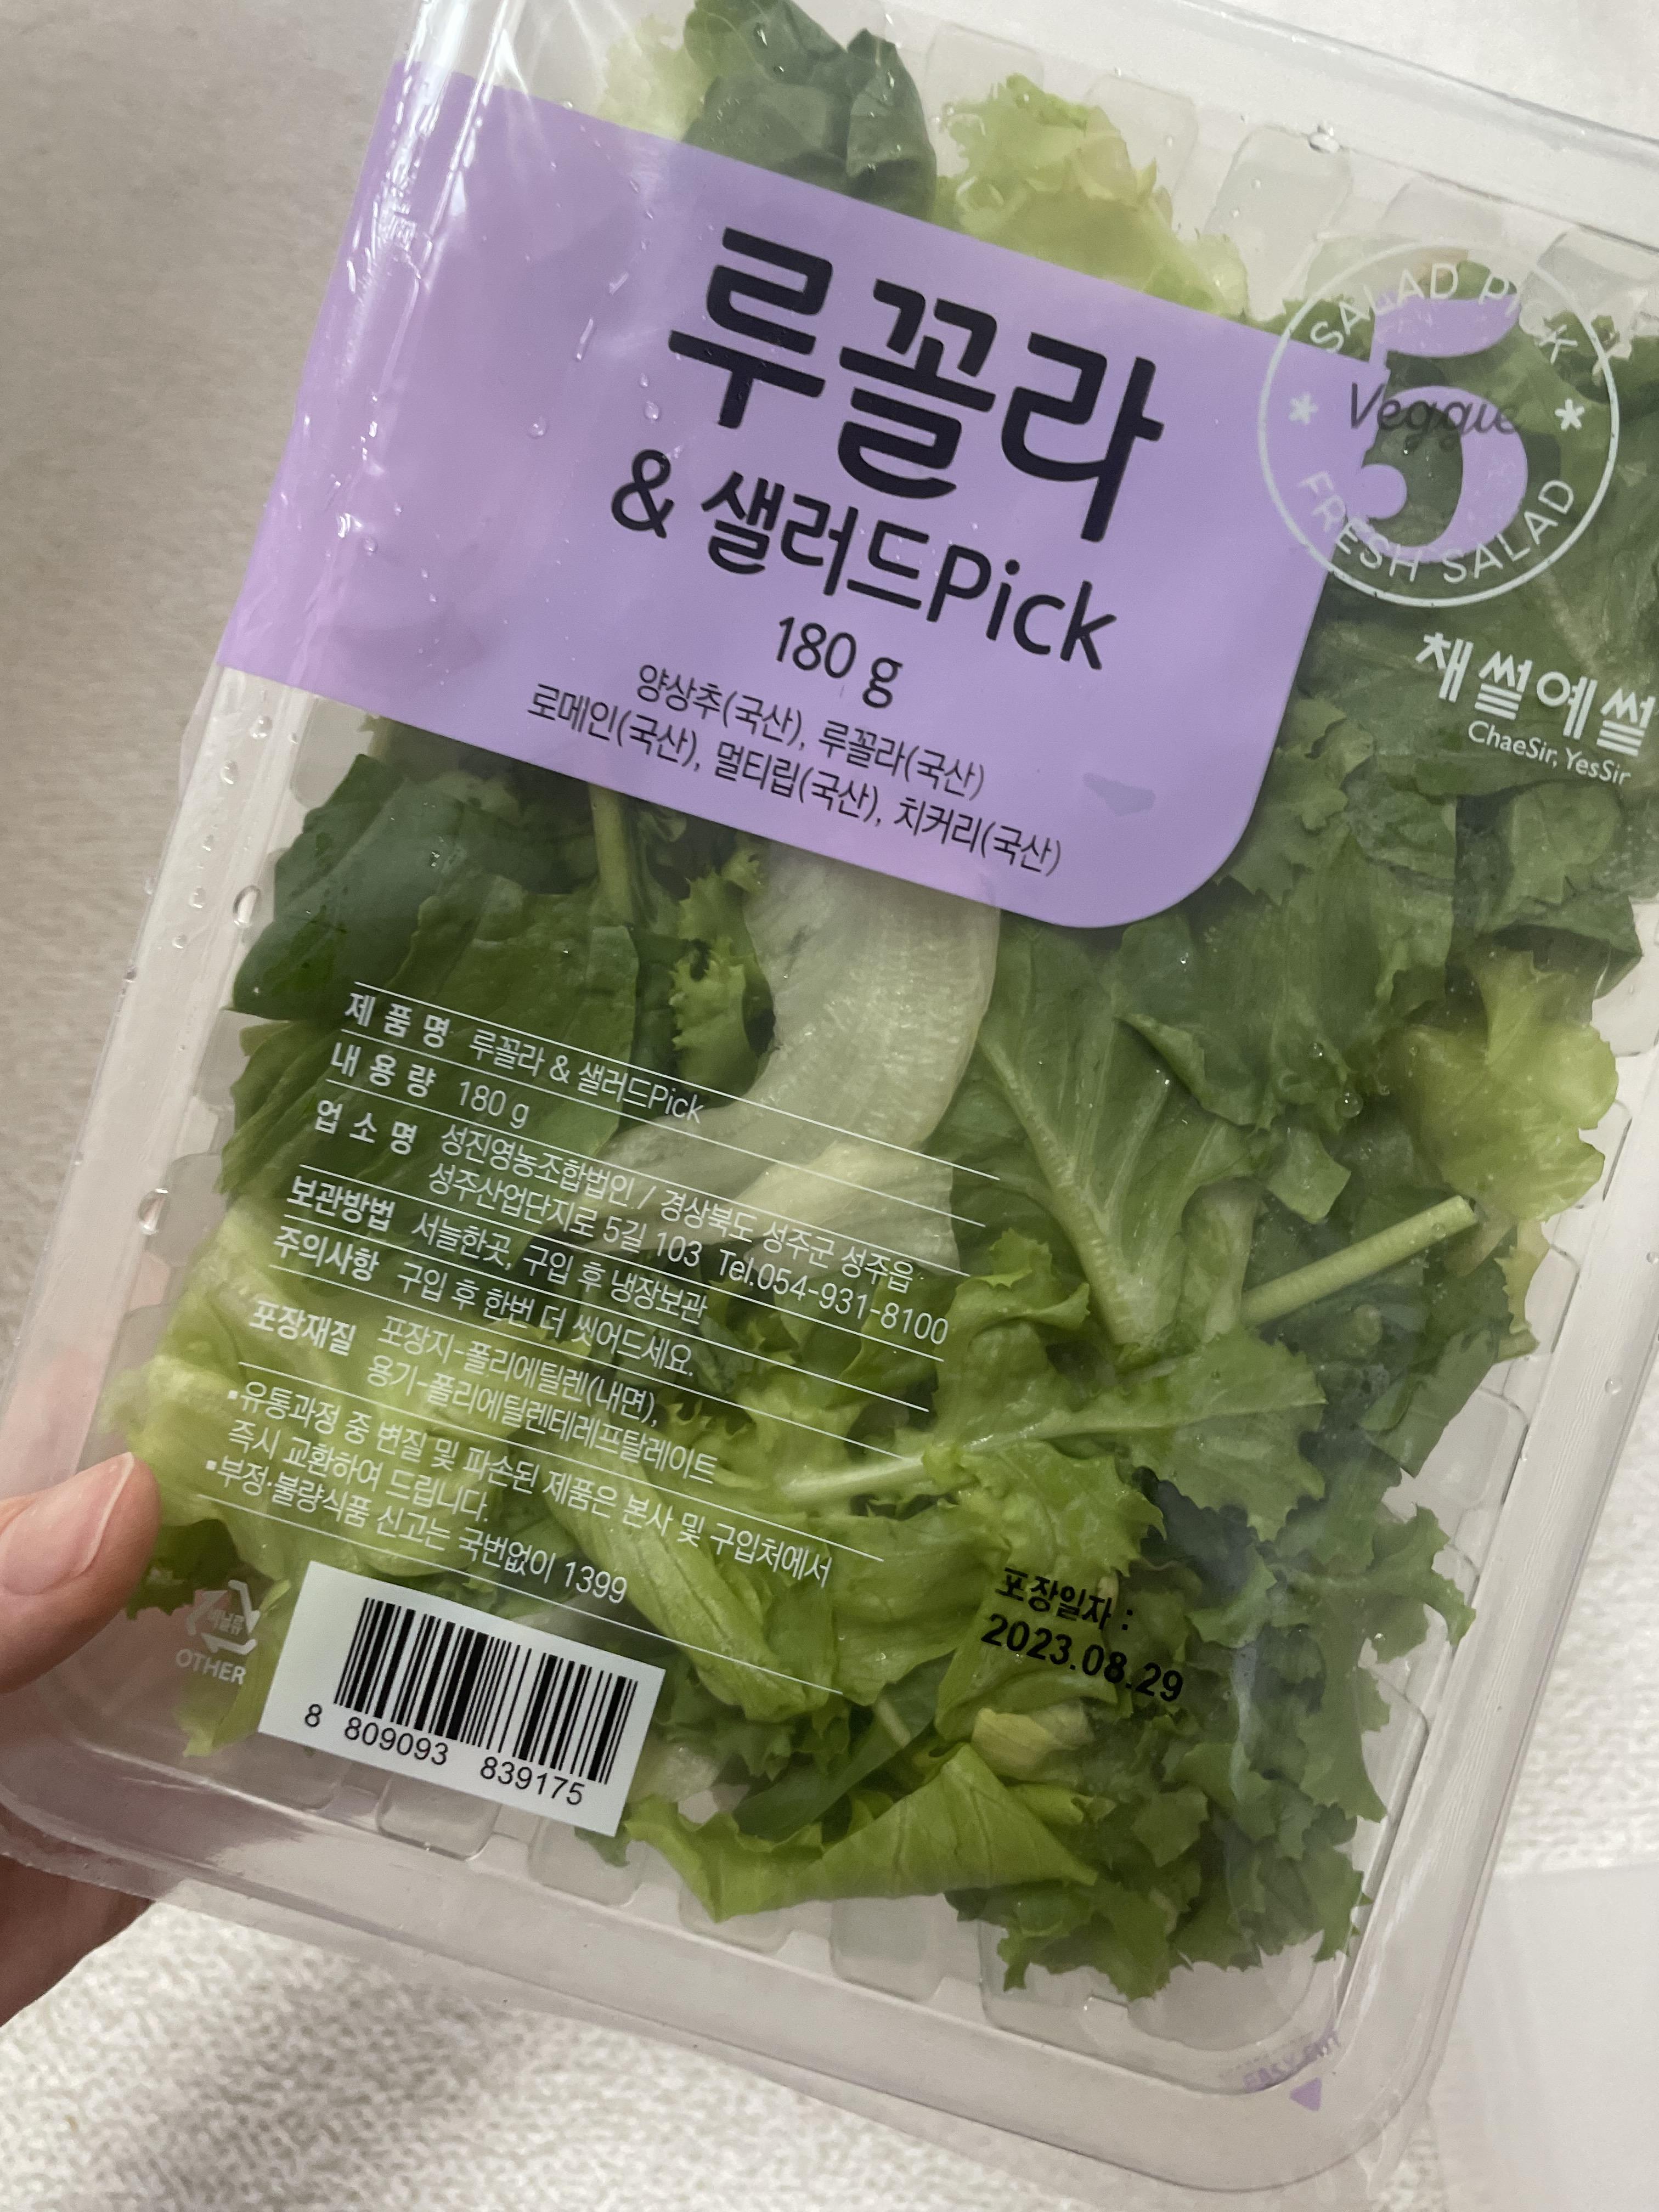 루꼴라
& 샐러드Pick
180 g
양상추(국산), 루꼴라(국산)
로메인(국산), 멀티립(국산), 치커리(국산)
SALAD PICK
5
Veggie
FRESH SALAD
채썰예썰
ChaeSir, YesSir
제품명 루꼴라 & 샐러드Pick
내용량 180 g
업소명 성진영농조합법인 / 경상북도 성주군 성주읍
성주산업단지로 5길 103 Tel.054-931-8100
보관방법 서늘한곳, 구입 후 냉장보관
주의사항 구입 후 한번 더 씻어드세요.
포장재질 포장지-폴리에틸렌(내면),
용기-폴리에틸렌테레프탈레이트
▪유통과정 중 변질 및 파손된 제품은 본사 및 구입처에서
즉시 교환하여 드립니다.
▪부정·불량식품 신고는 국번없이 1399
비닐류
OTHER
8 809093 839175
포장일자 :
2023.08.29
EASY CUT